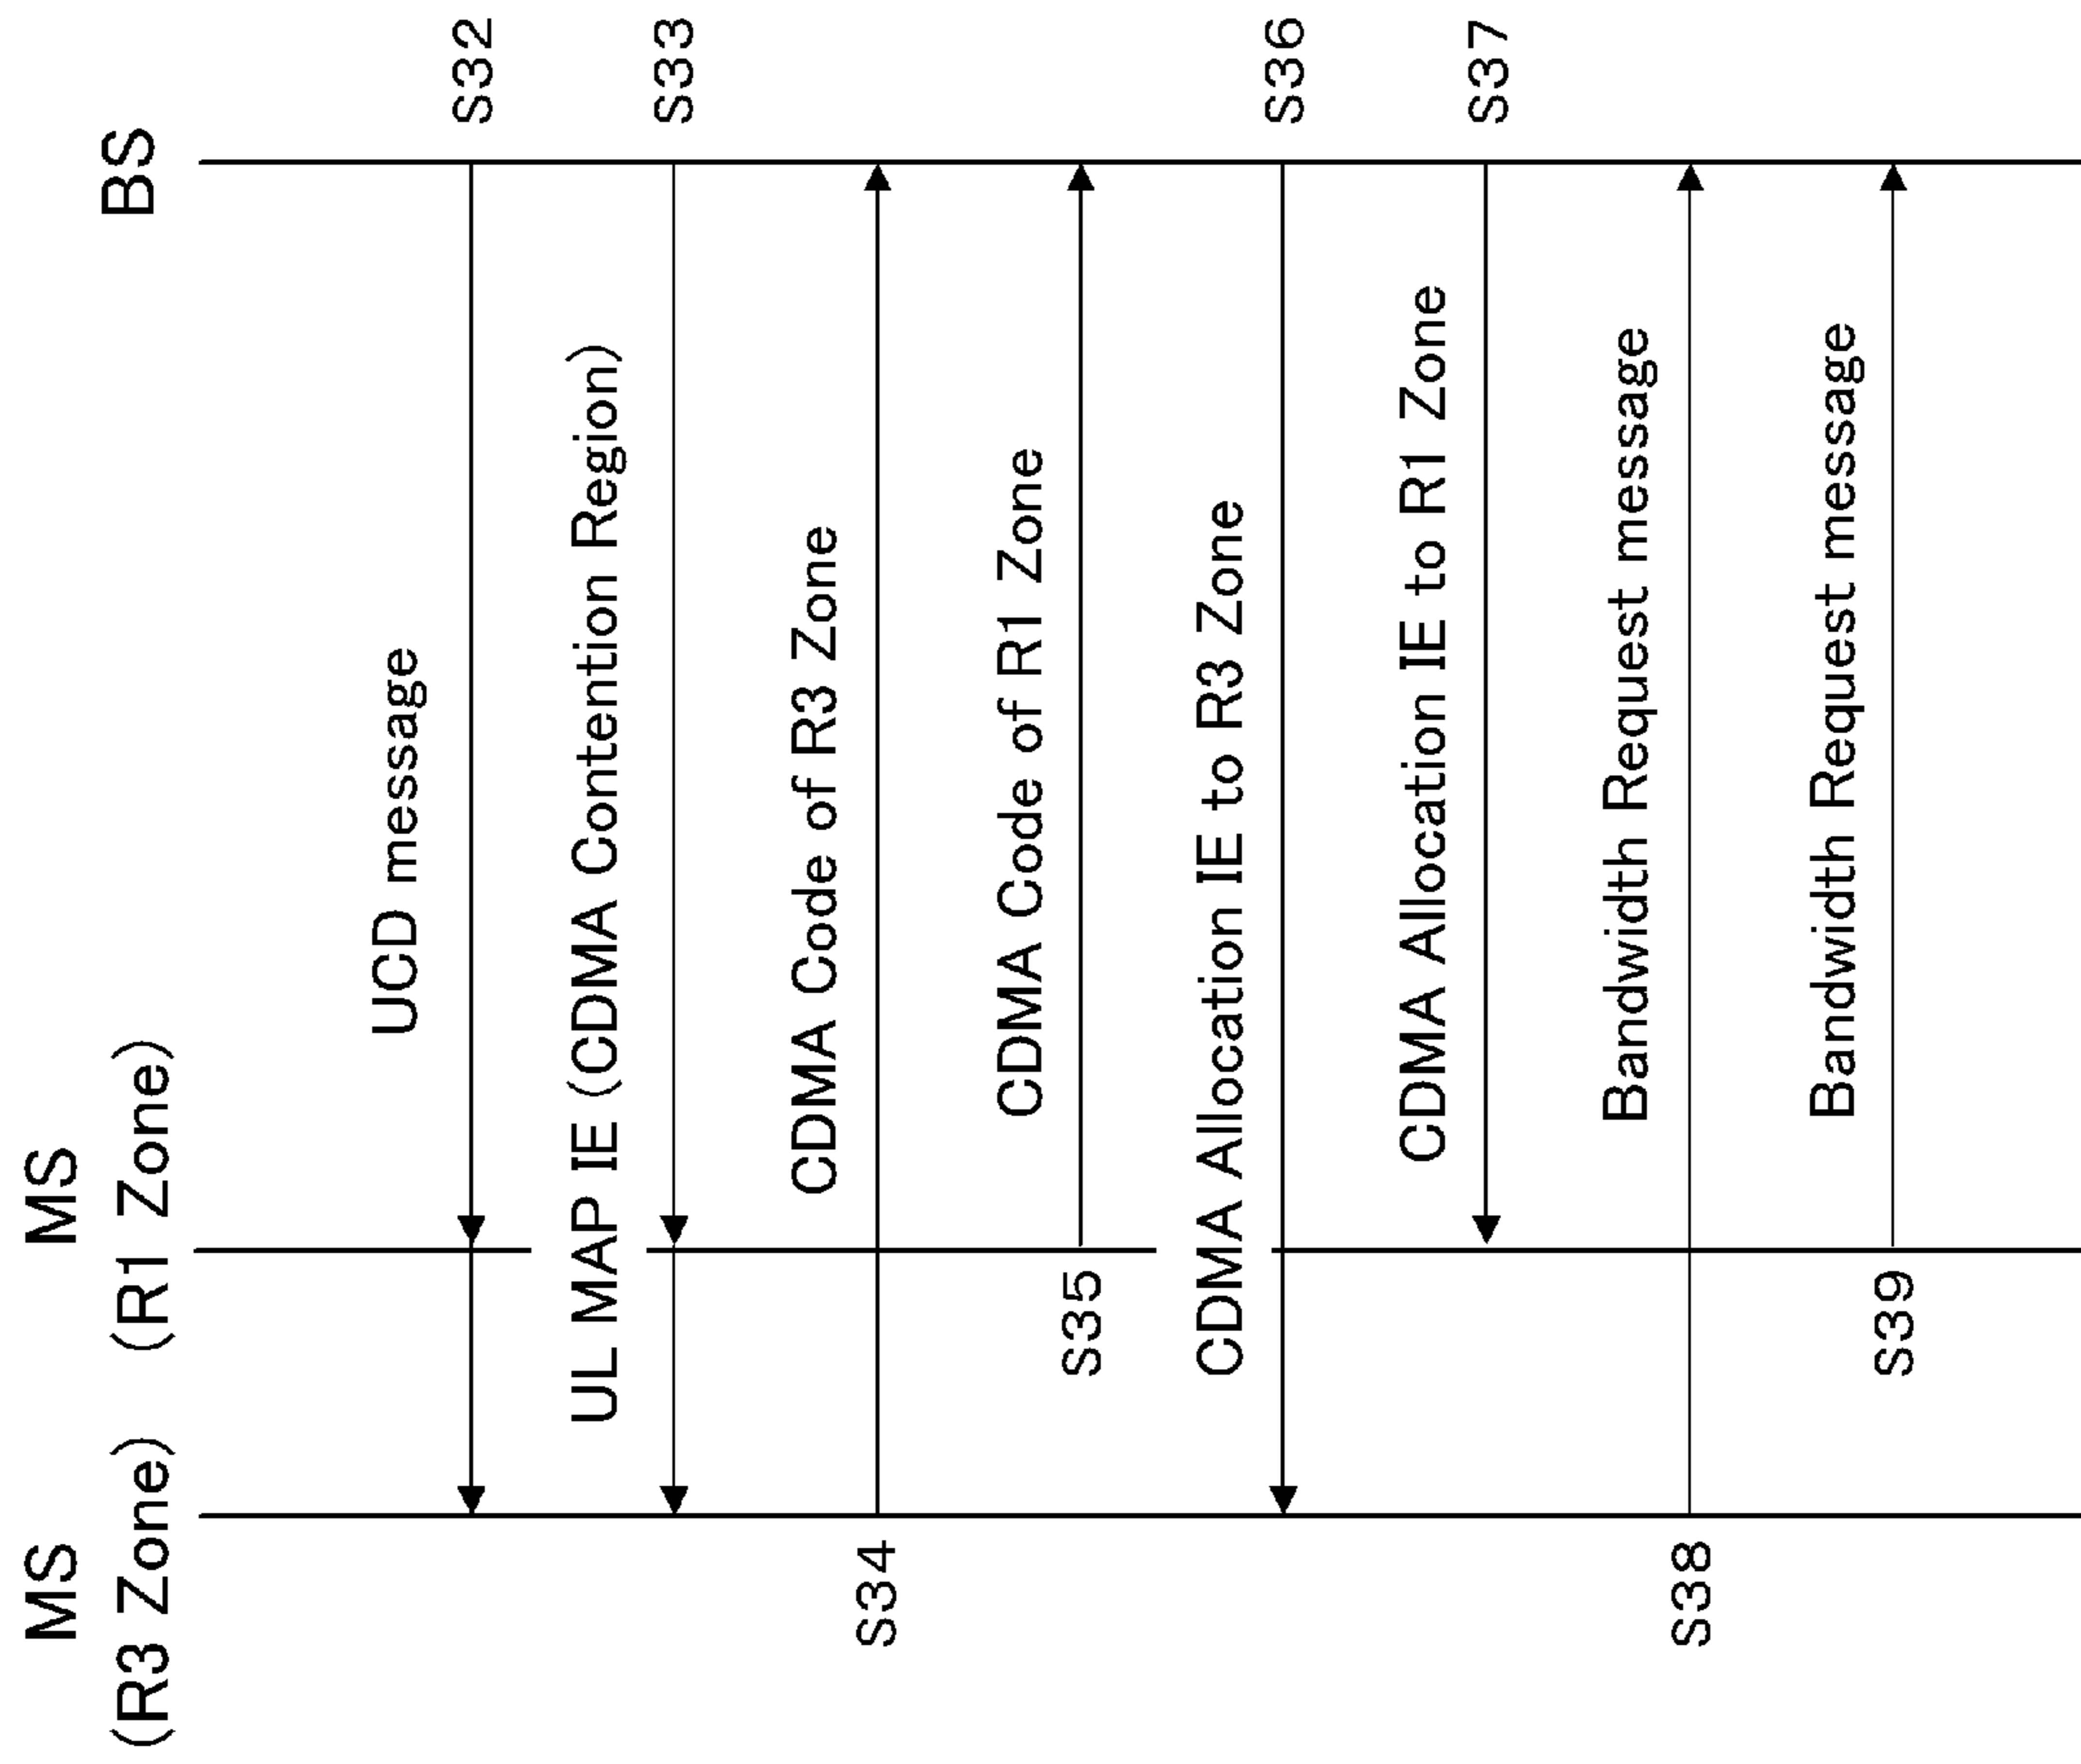 MS
(R3 Zone)
MS
(R1 Zone)
BS
UCD message
s32
UL MAP IE (CDMA Contention Region)
s33
CDMA Code of R3 Zone
s34
CDMA Code of R1 Zone
s35
CDMA Allocation IE to R3 Zone
s36
CDMA Allocation IE to R1 Zone
s37
Bandwidth Request message
s38
Bandwidth Request message
s39